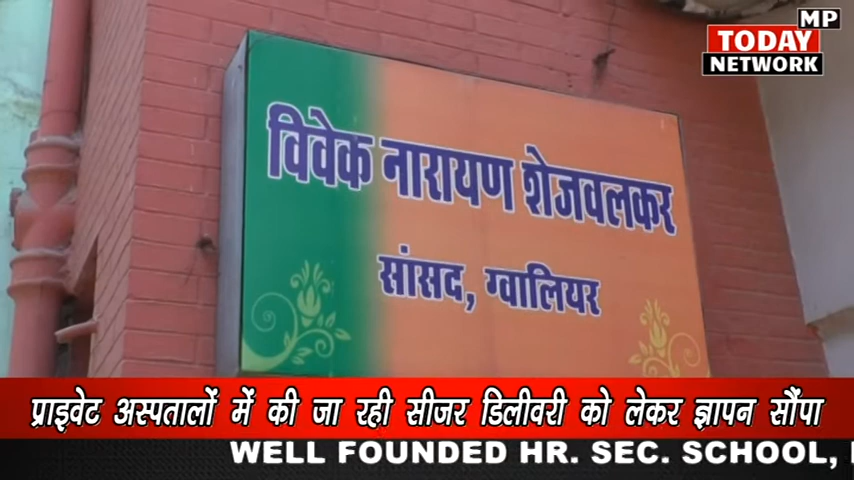 MP
TODAY
NETWORK
विवेक नारायण शेजवलकर
सांसद, ग्वालियर
प्राइवेट अस्पतालों में की जा रही सीजर डिलीवरी को लेकर ज्ञापन सौंपा
WELL FOUNDED HR. SEC. SCHOOL,